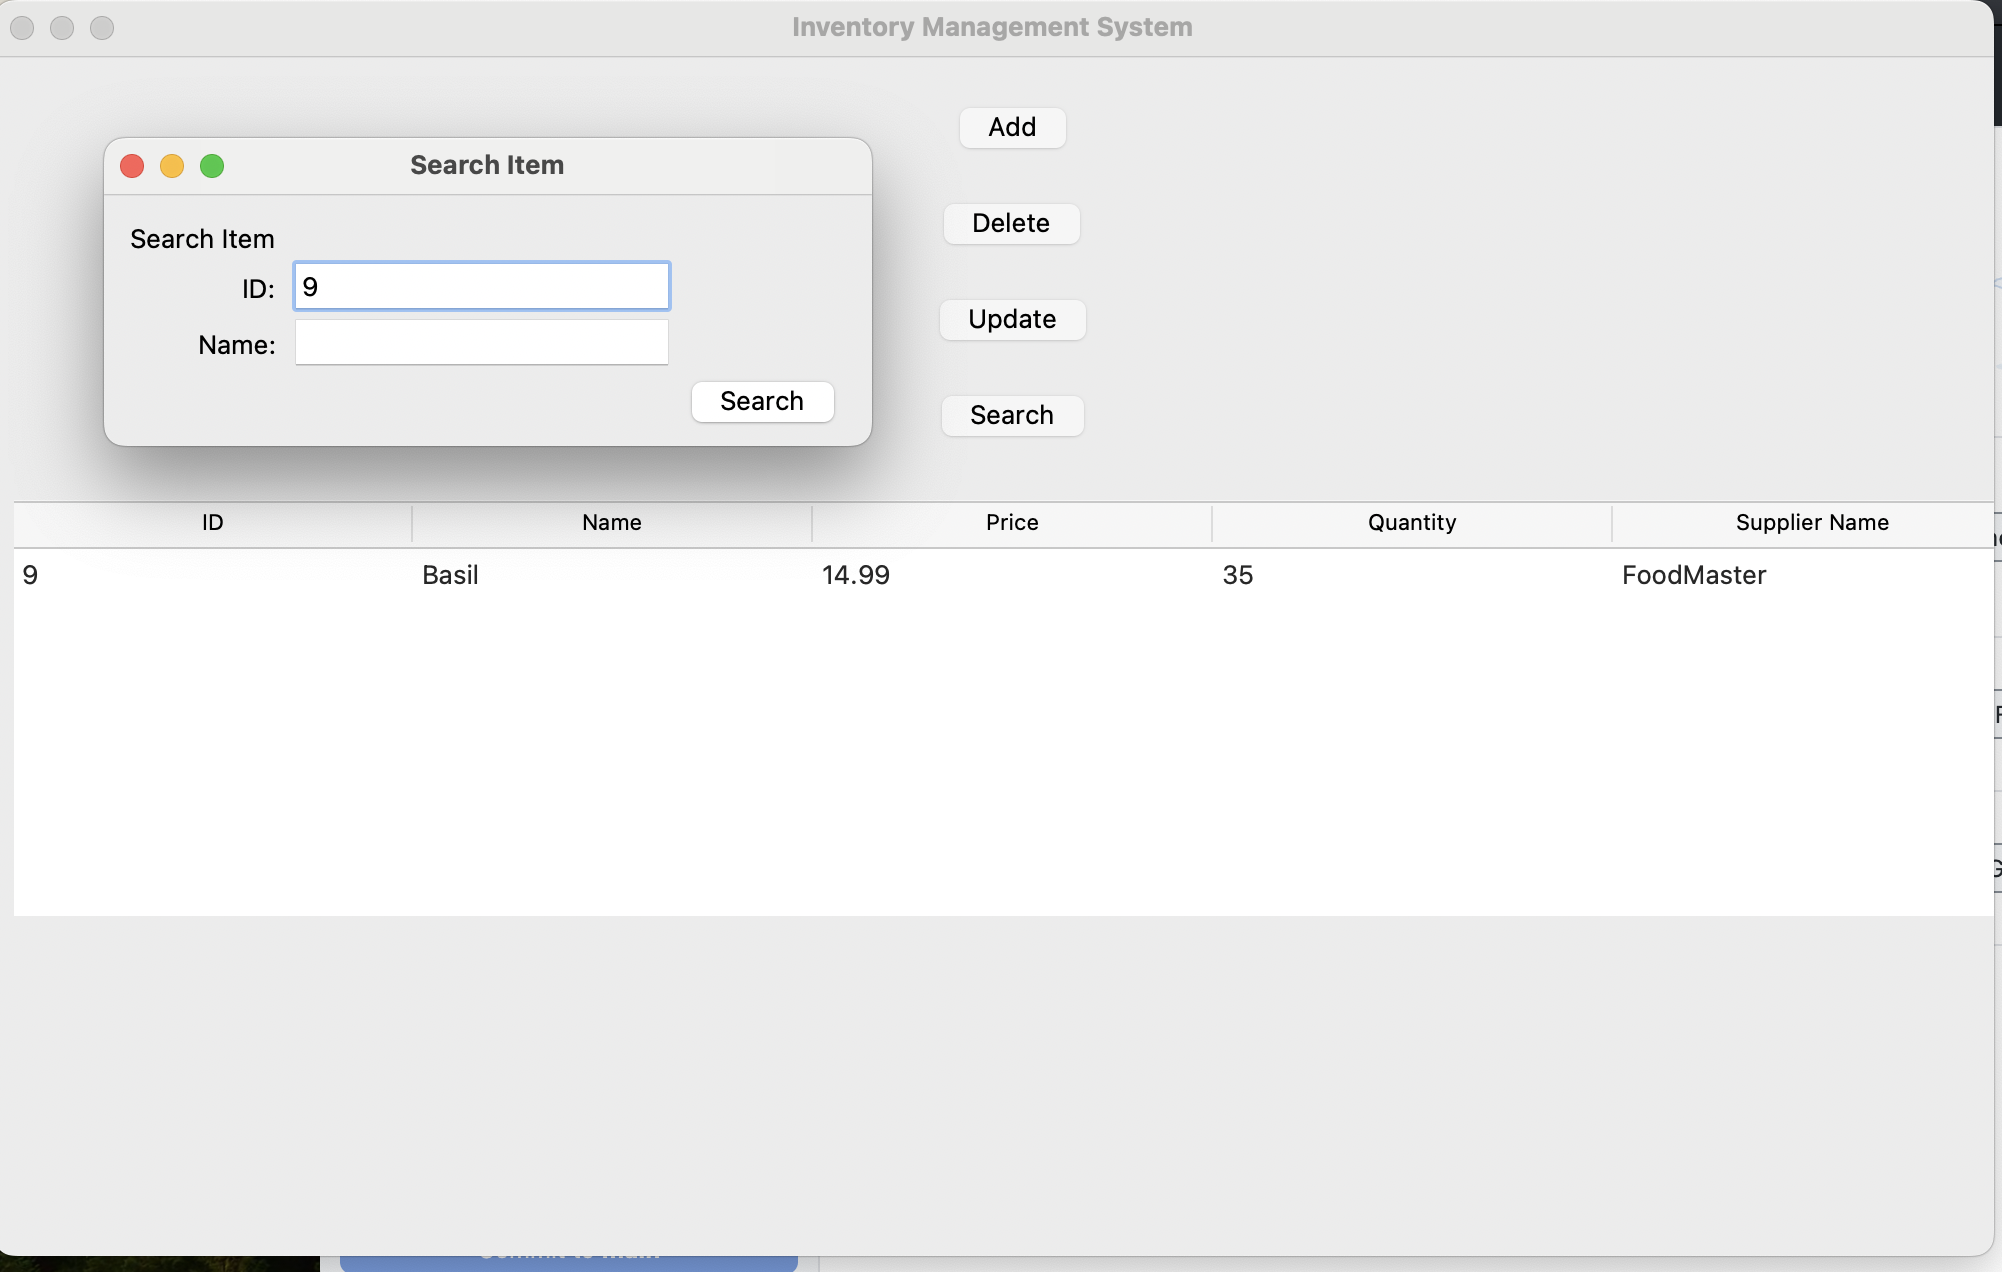 Inventory Management System
Add
Search Item
Delete
Search Item
ID: 9
Update
Name:
Search
Search
ID Name Price Quantity Supplier Name
9 Basil 14.99 35 FoodMaster